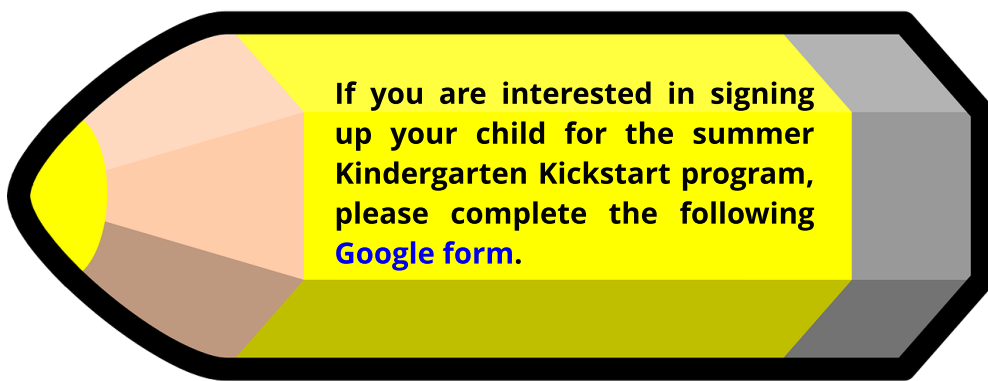 If you are interested in signing
up your child for the summer
Kindergarten Kickstart program,
please complete the following
Google form.